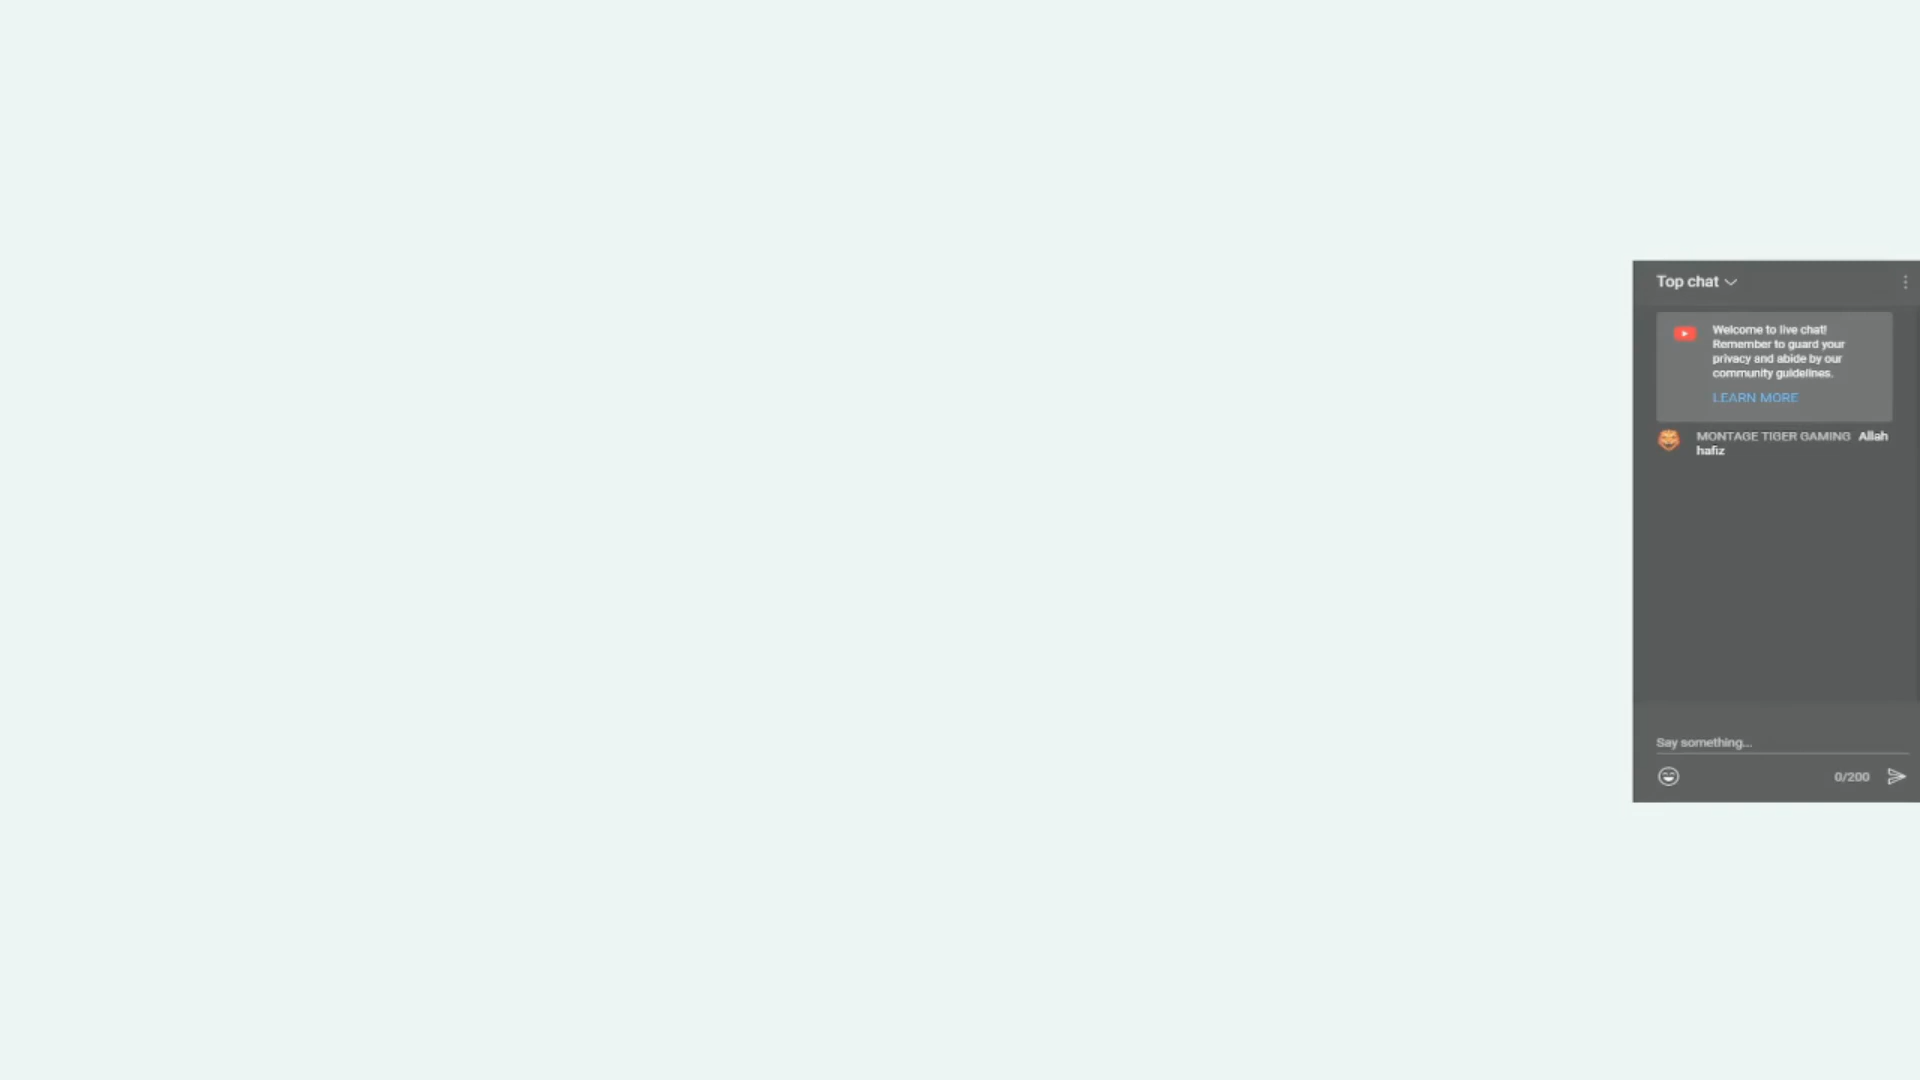 Top chat
Welcome to live chat!
Remember to guard your
privacy and abide by our
community guidelines.
LEARN MORE
MONTAGE TIGER GAMING Allah
hafiz
Say something...
0/200